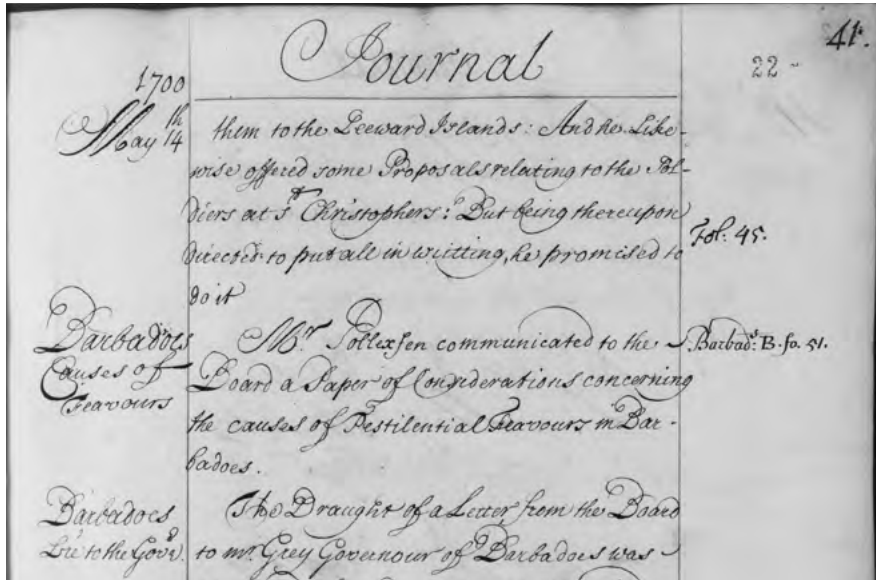 Journal
22
41.
1700
May 14th
them to the Leeward Islands: And he Like-
wise offered some Proposals relating to the Sol-
diers at St Christophers: But being thereupon
directed to put all in writting, he promised to
do it
Fol: 45.
Barbadoes
Causes of
Feavours
Mr. Pollexfen communicated to the
Board a Paper of Considerations concerning
the causes of Pestilential Feavours in Bar-
badoes.
Barbads: B. fo. 51.
Barbadoes
Lre to the Govr.
The Draught of a Letter from the Board
to mr. Grey Governour of Barbadoes was